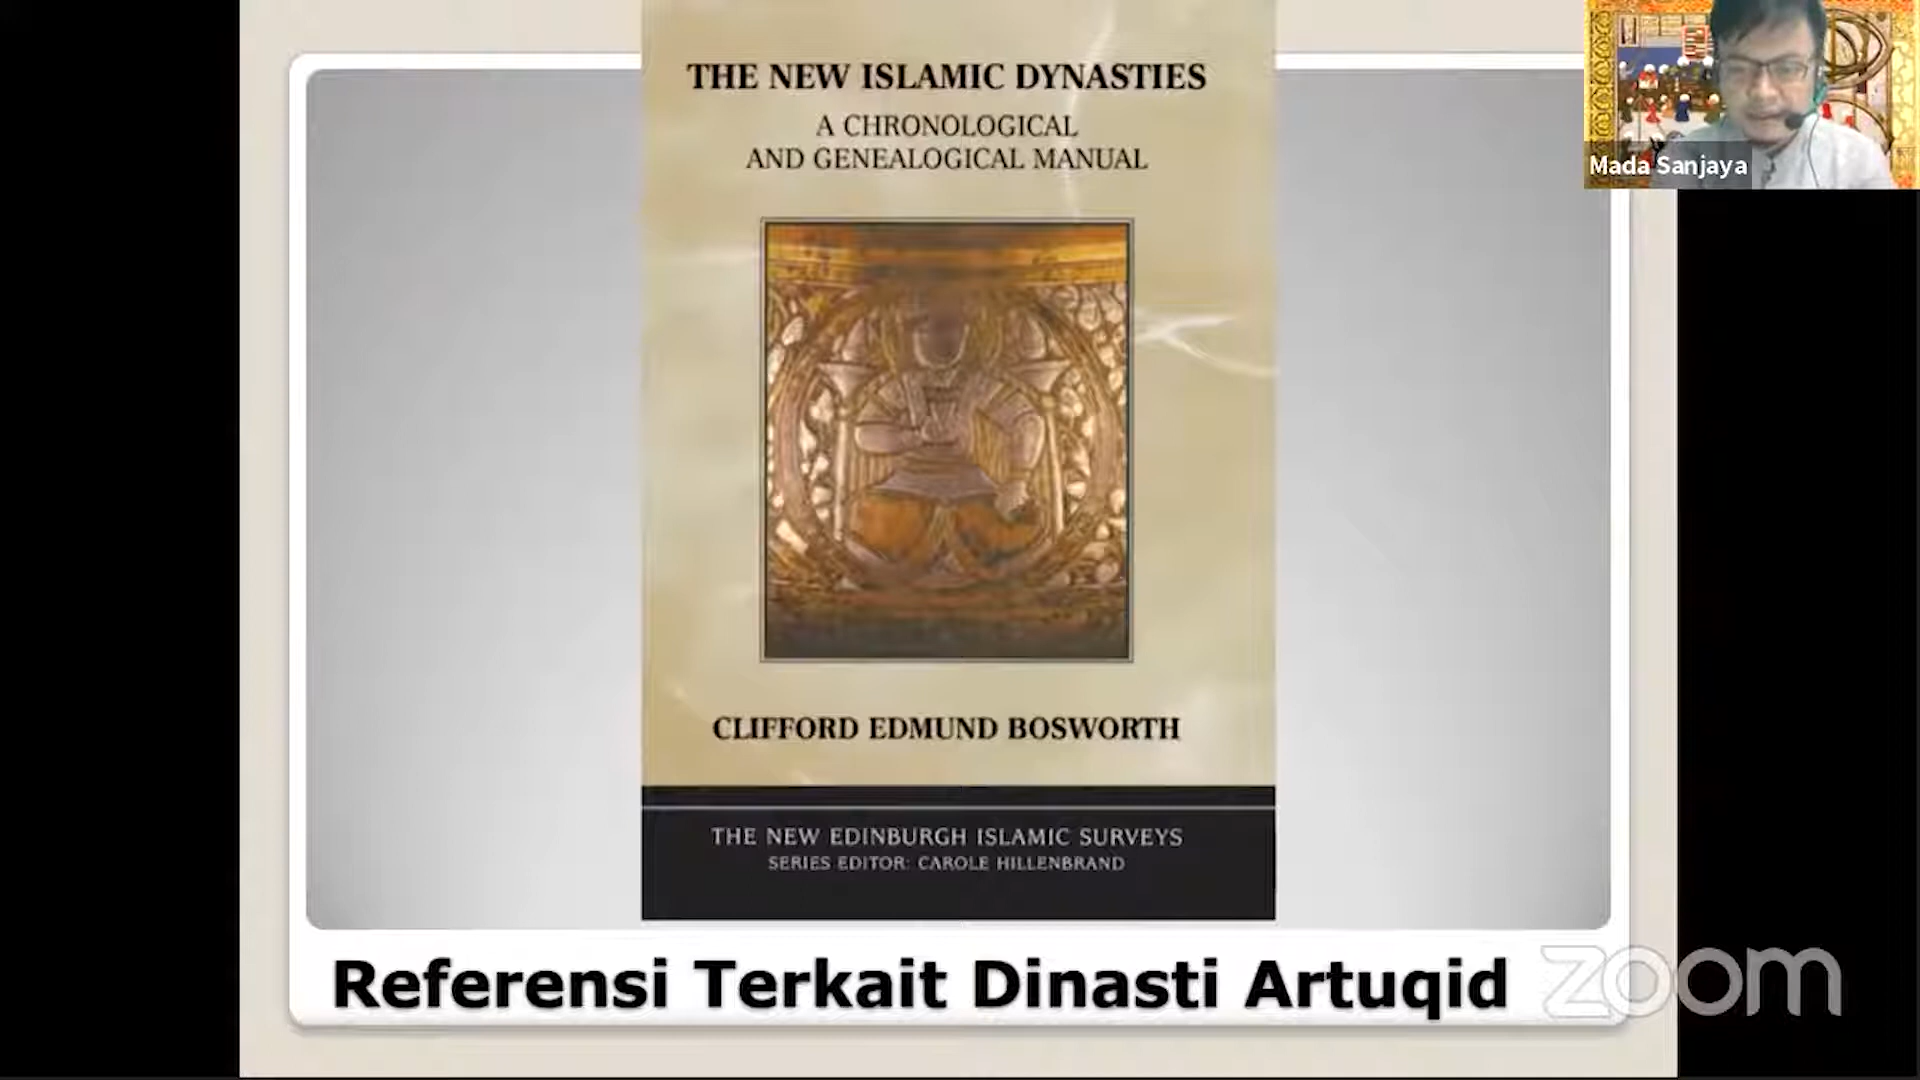 THE NEW ISLAMIC DYNASTIES
A CHRONOLOGICAL
AND GENEALOGICAL MANUAL
Mada Sanjaya
CLIFFORD EDMUND BOSWORTH
THE NEW EDINBURGH ISLAMIC SURVEYS
SERIES EDITOR: CAROLE HILLENBRAND
Referensi Terkait Dinasti Artuqid
zoom